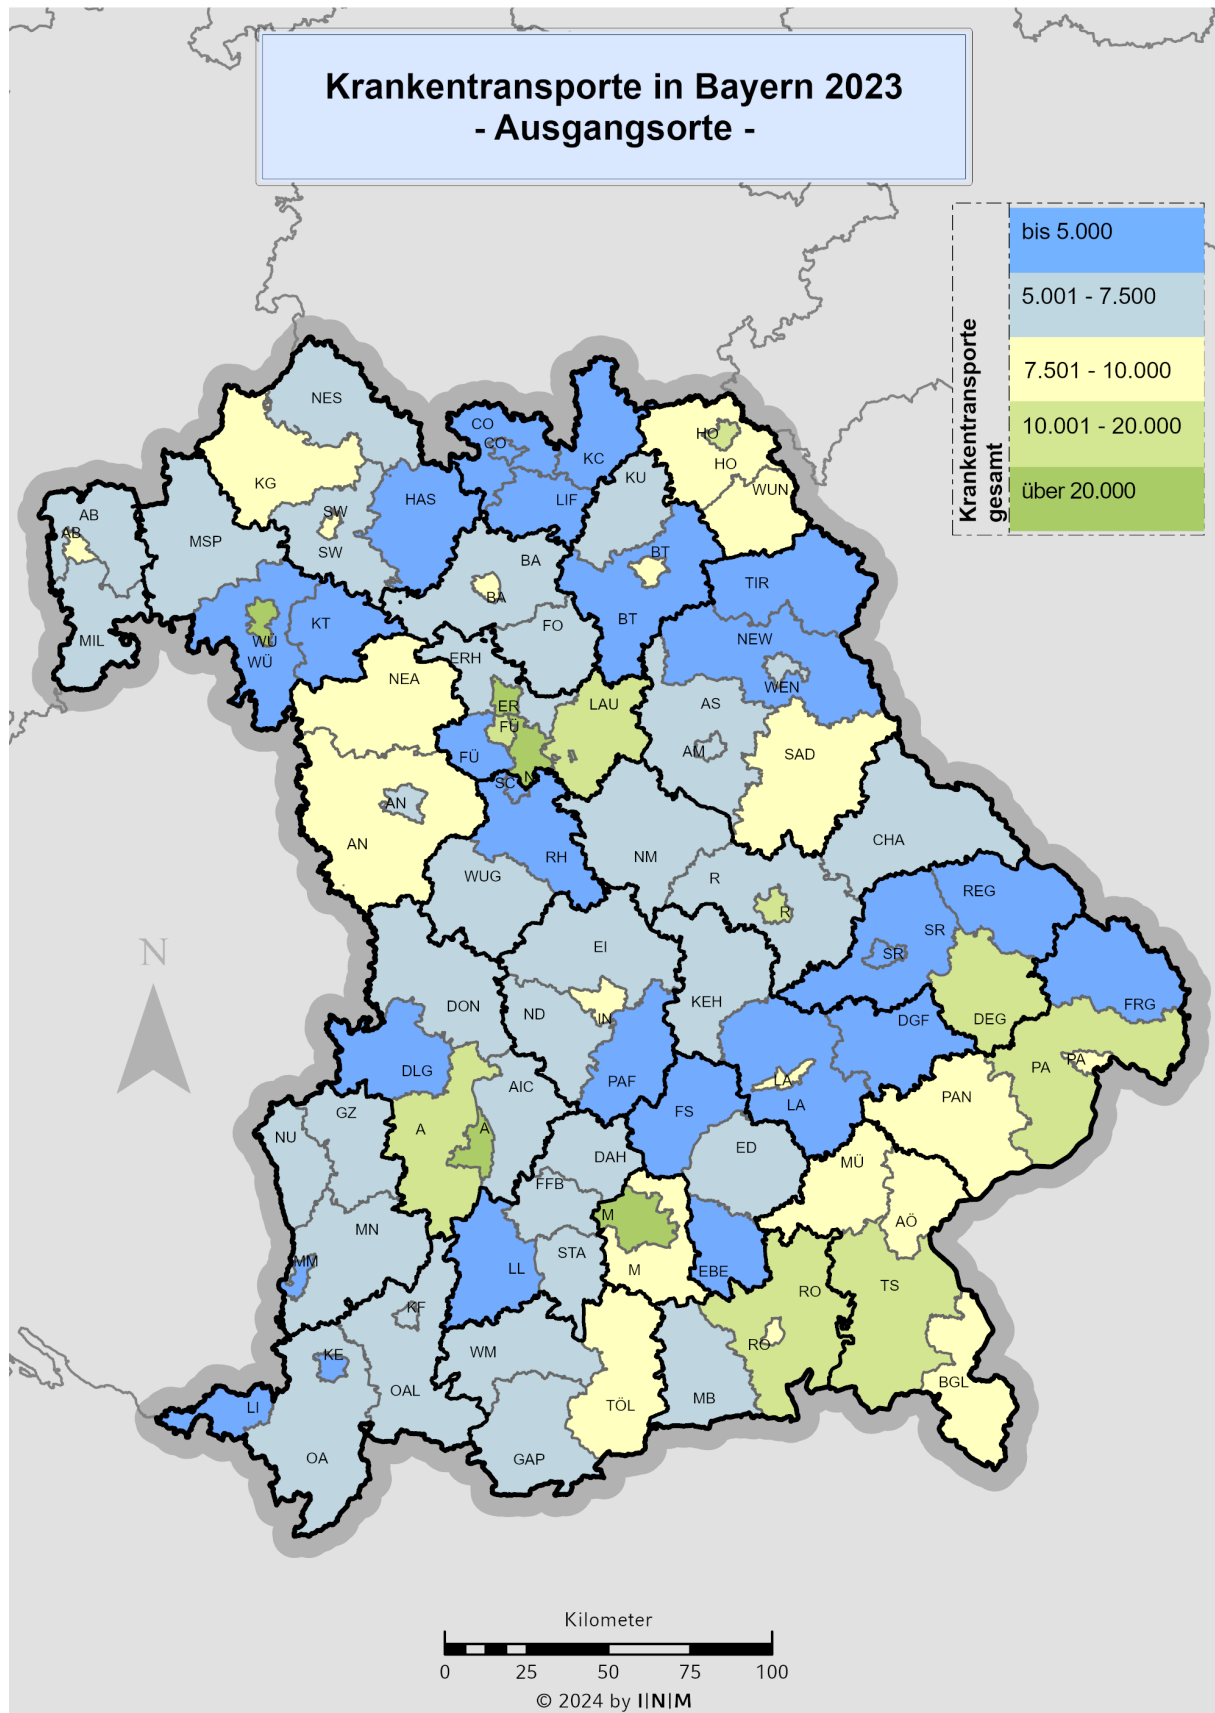 Krankentransporte in Bayern 2023
- Ausgangsorte -
Krankentransporte
gesamt
bis 5.000
5.001 - 7.500
7.501 - 10.000
10.001 - 20.000
über 20.000
NES
CO
CO
KC
HO
HO
KG
HAS
LIF
KU
WUN
AB
AB
SW
SW
MSP
BA
BA
BT
BT
TIR
MIL
WÜ
WÜ
KT
FO
ERH
NEW
WEN
NEA
ER
LAU
AS
FÜ
FÜ
AM
SAD
N
SC
AN
AN
RH
NM
CHA
WUG
R
R
REG
SR
SR
EI
DON
ND
IN
KEH
DGF
DEG
FRG
DLG
AIC
PAF
LA
LA
PA
PA
PAN
GZ
A
A
FS
NU
DAH
ED
MÜ
FFB
MN
M
M
AÖ
MM
LL
STA
EBE
RO
RO
TS
KF
KE
WM
OAL
TÖL
MB
BGL
LI
OA
GAP
N
Kilometer
0 25 50 75 100
© 2024 by I|N|M